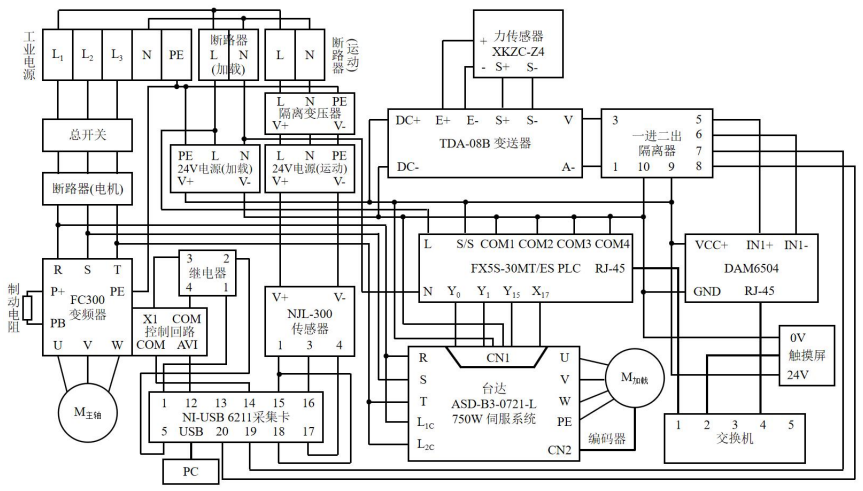 工业电源
L1 L2 L3 N PE
断路器
L N
(加载)
L N
断路器
(运动)
力传感器
XKZC-Z4
+
- S+ S-
总开关
断路器(电机)
L N PE
隔离变压器
V+ V-
PE L N
24V电源(加载)
V+ V-
L N PE
24V电源(运动)
V+ V-
DC+ E+ E- S+ S- V
TDA-08B 变送器
DC- A-
3 5
一进二出 6
隔离器 7
1 10 9 8
R S T
P+ PE
FC300
变频器
PB
U V W
制动电阻
3 2
继电器
4 1
X1 COM
控制回路
COM AVI
V+ V-
NJL-300
传感器
1 3 4
L S/S COM1 COM2 COM3 COM4
FX5S-30MT/ES PLC RJ-45
N Y0 Y1 Y15 X17
VCC+ IN1+ IN1-
DAM6504
GND RJ-45
0V
触摸屏
24V
CN1
R U
S 台达 V
T ASD-B3-0721-L W
L1C 750W 伺服系统 PE
L2C CN2
M加载
编码器
M主轴
1 12 13 14 15 16
NI-USB 6211采集卡
5 USB 20 19 18 17
PC
1 2 3 4 5
交换机